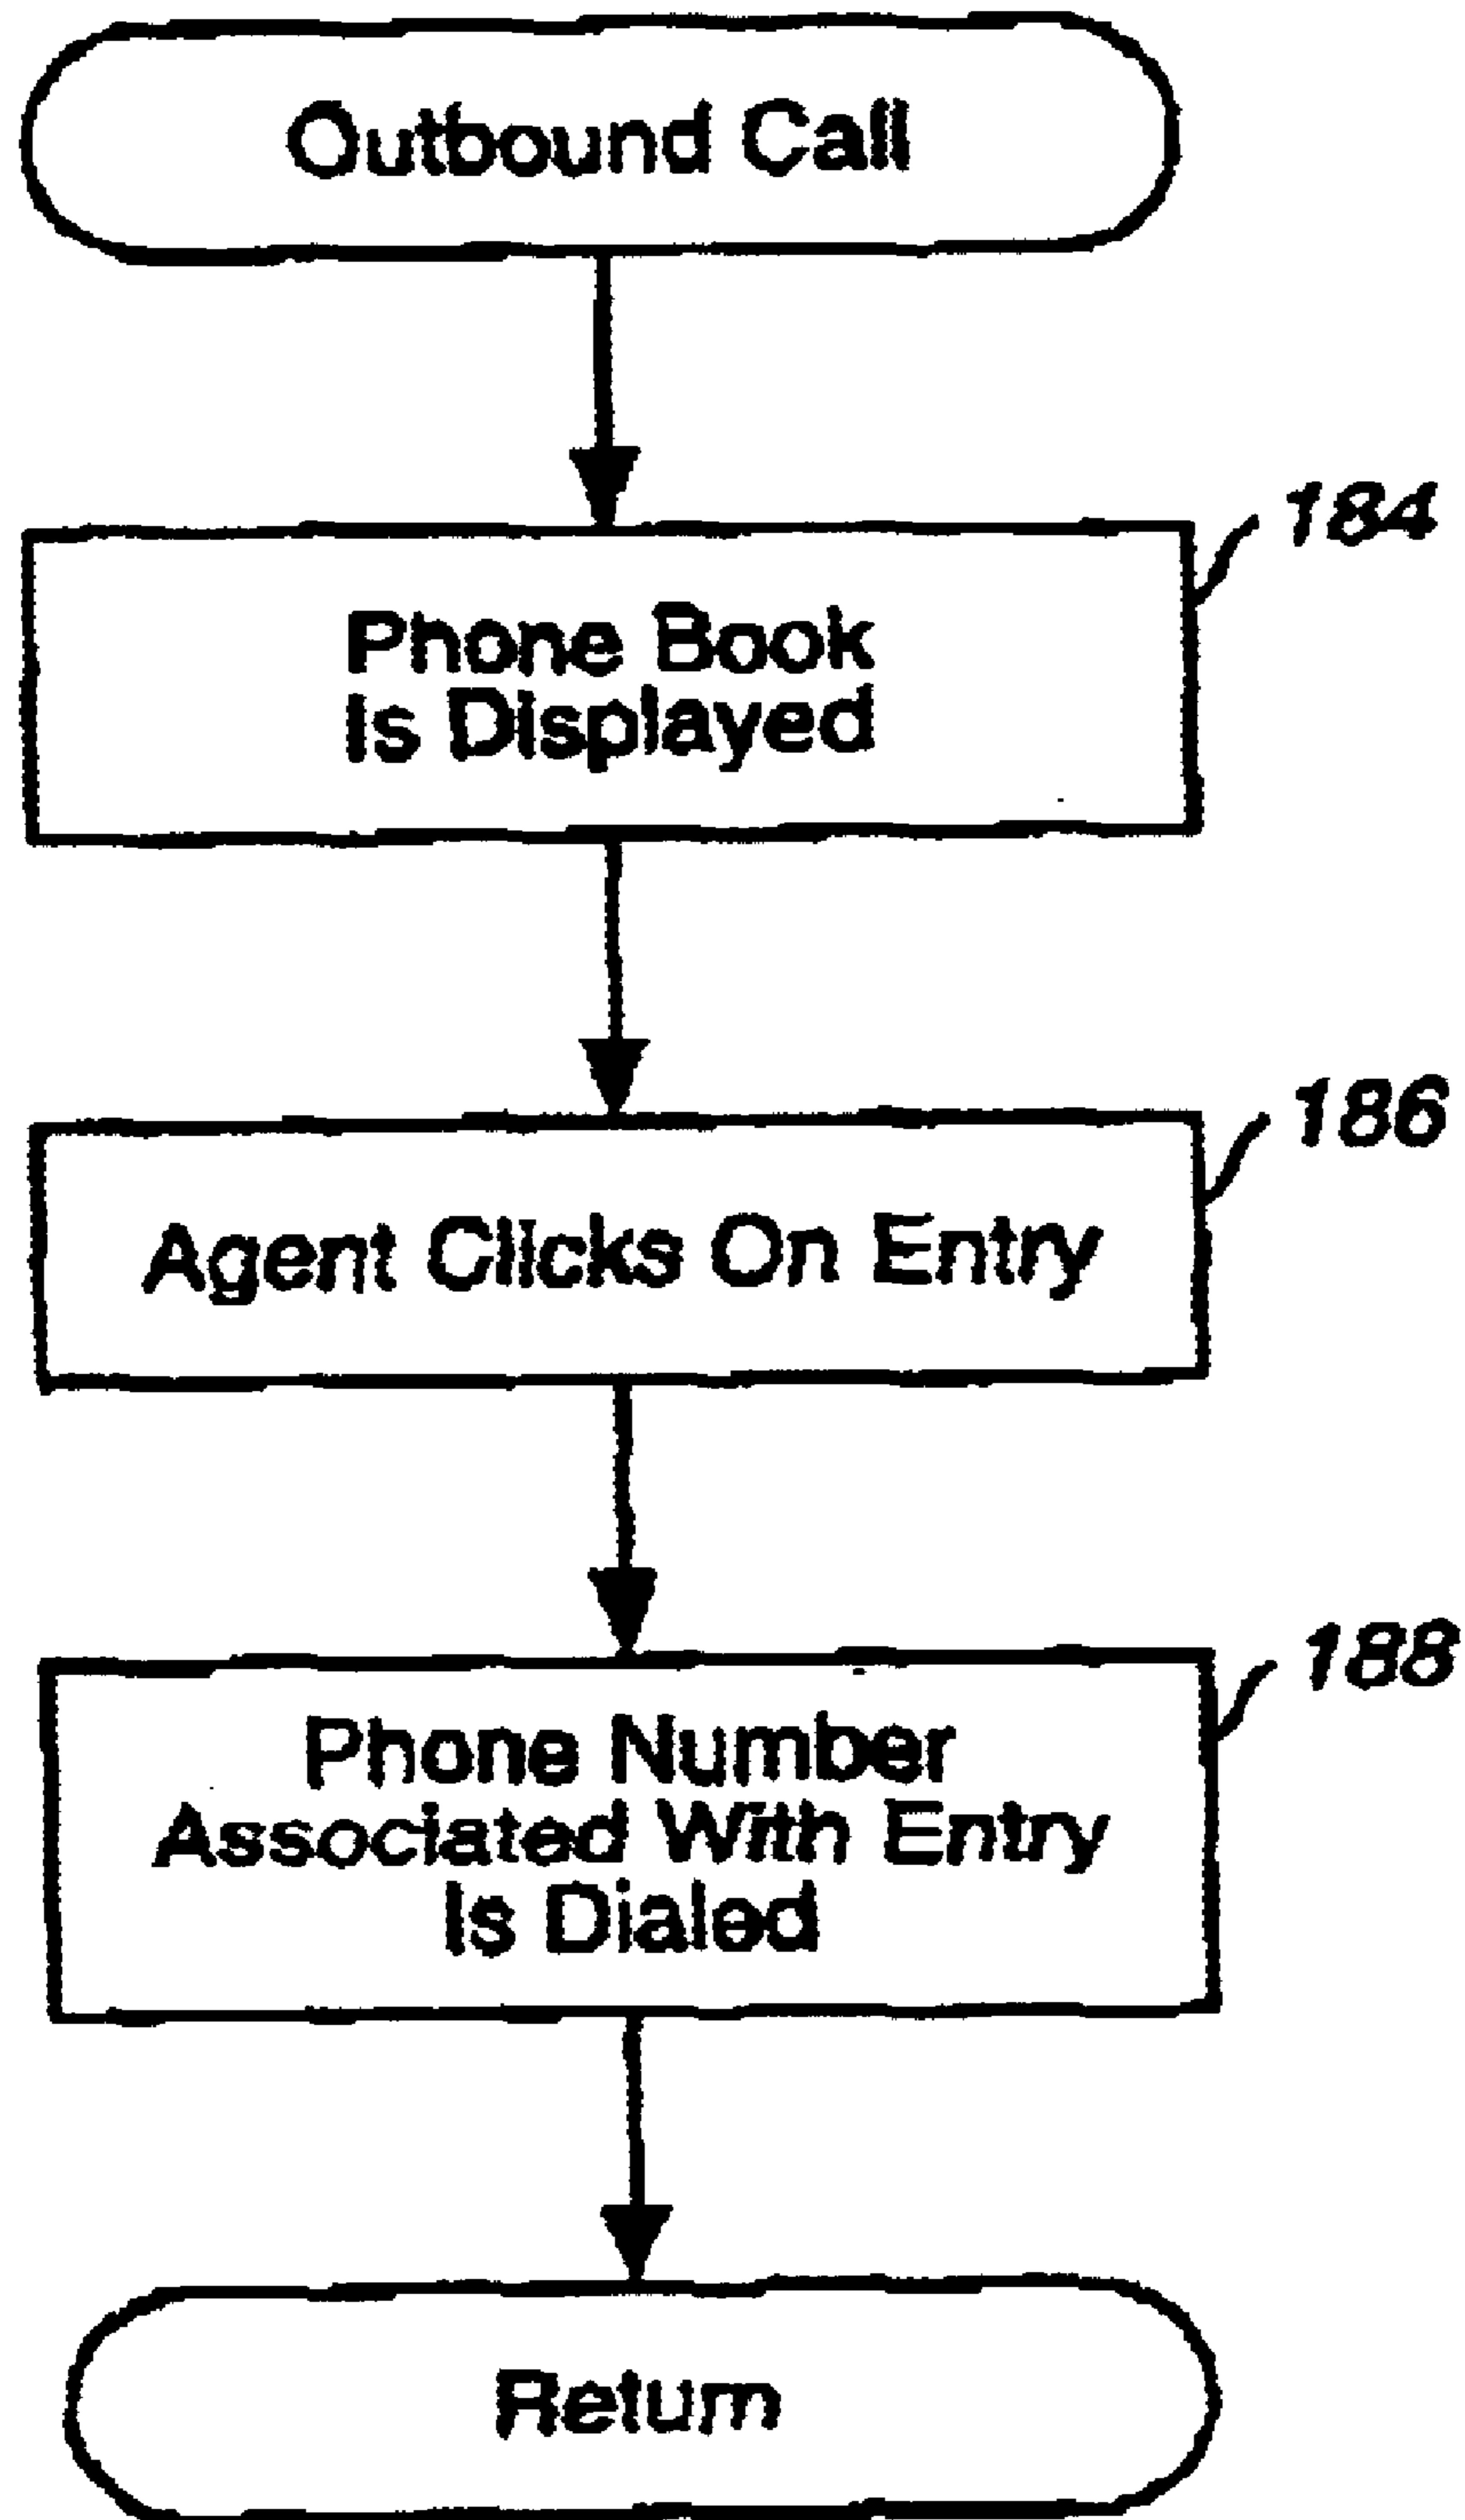 Outbound Call
184
Phone Book
Is Displayed
186
Agent Clicks On Entry
188
Phone Number
Associated With Entry
Is Dialed
Return